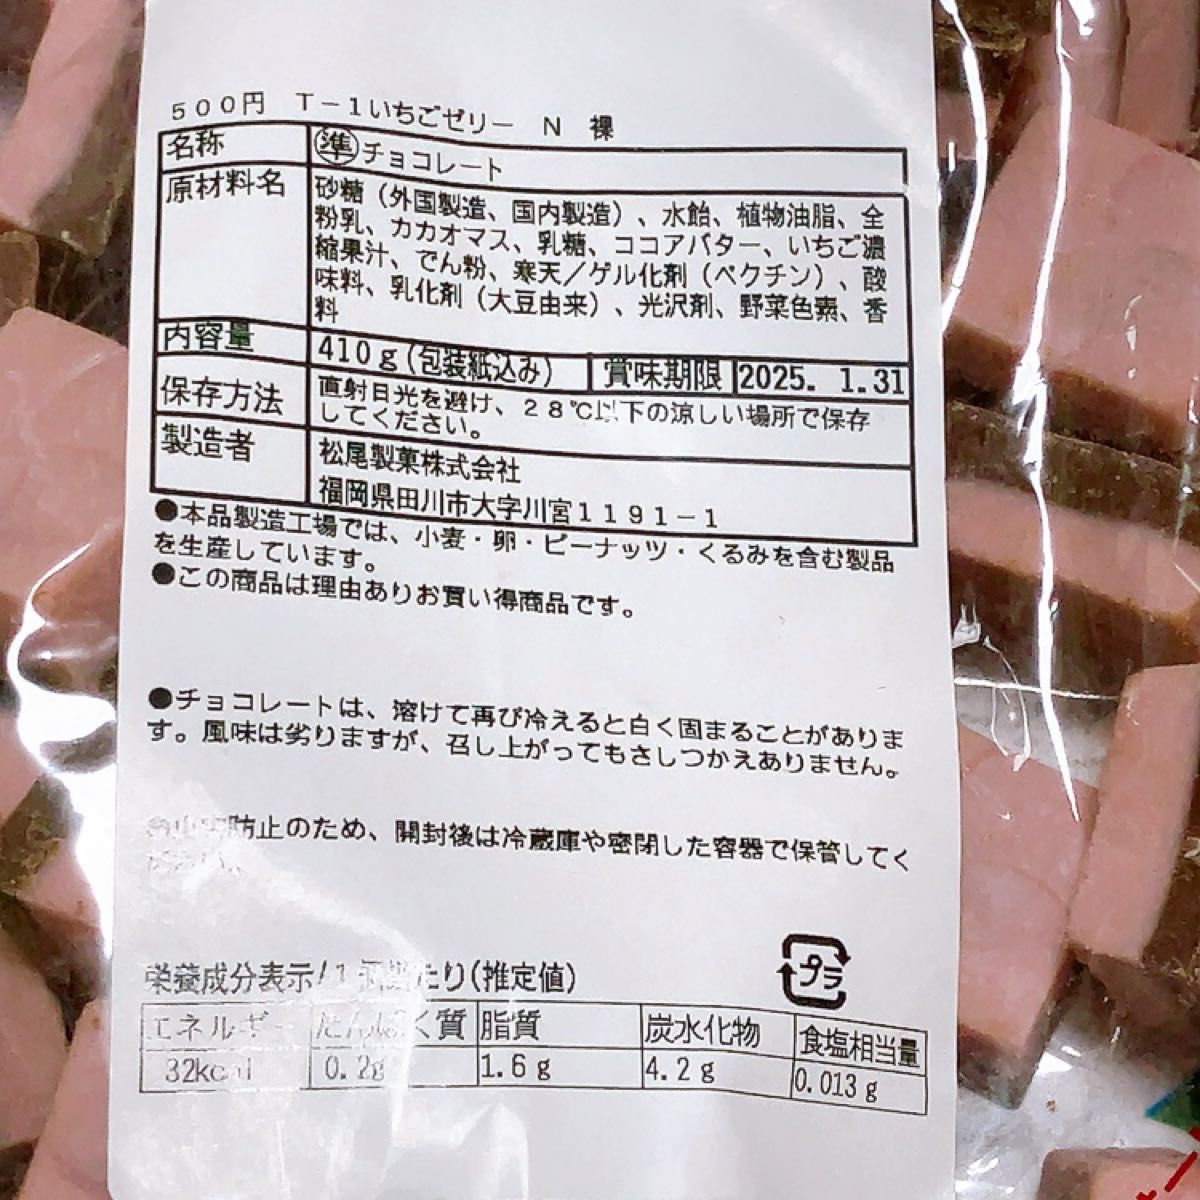 500円 T-1いちごゼリー N 裸
名称 準チョコレート
原材料名 砂糖（外国製造、国内製造）、水飴、植物油脂、全
粉乳、カカオマス、乳糖、ココアバター、いちご濃
縮果汁、でん粉、寒天／ゲル化剤（ペクチン）、酸
味料、乳化剤（大豆由来）、光沢剤、野菜色素、香
料
内容量 410g(包装紙込み) 賞味期限 2025. 1.31
保存方法 直射日光を避け、28℃以下の涼しい場所で保存
してください。
製造者 松尾製菓株式会社
福岡県田川市大字川宮1191-1
●本品製造工場では、小麦・卵・ピーナッツ・くるみを含む製品
を生産しています。
●この商品は理由ありお買い得商品です。
●チョコレートは、溶けて再び冷えると白く固まることがありま
す。風味は劣りますが、召し上がってもさしつかえありません。
防止のため、開封後は冷蔵庫や密閉した容器で保管してく
プラ
栄養成分表示/1 たり(推定値)
エネルギー たんぱく質 脂質 炭水化物 食塩相当量
32kcal 0.2g 1.6g 4.2g 0.013g